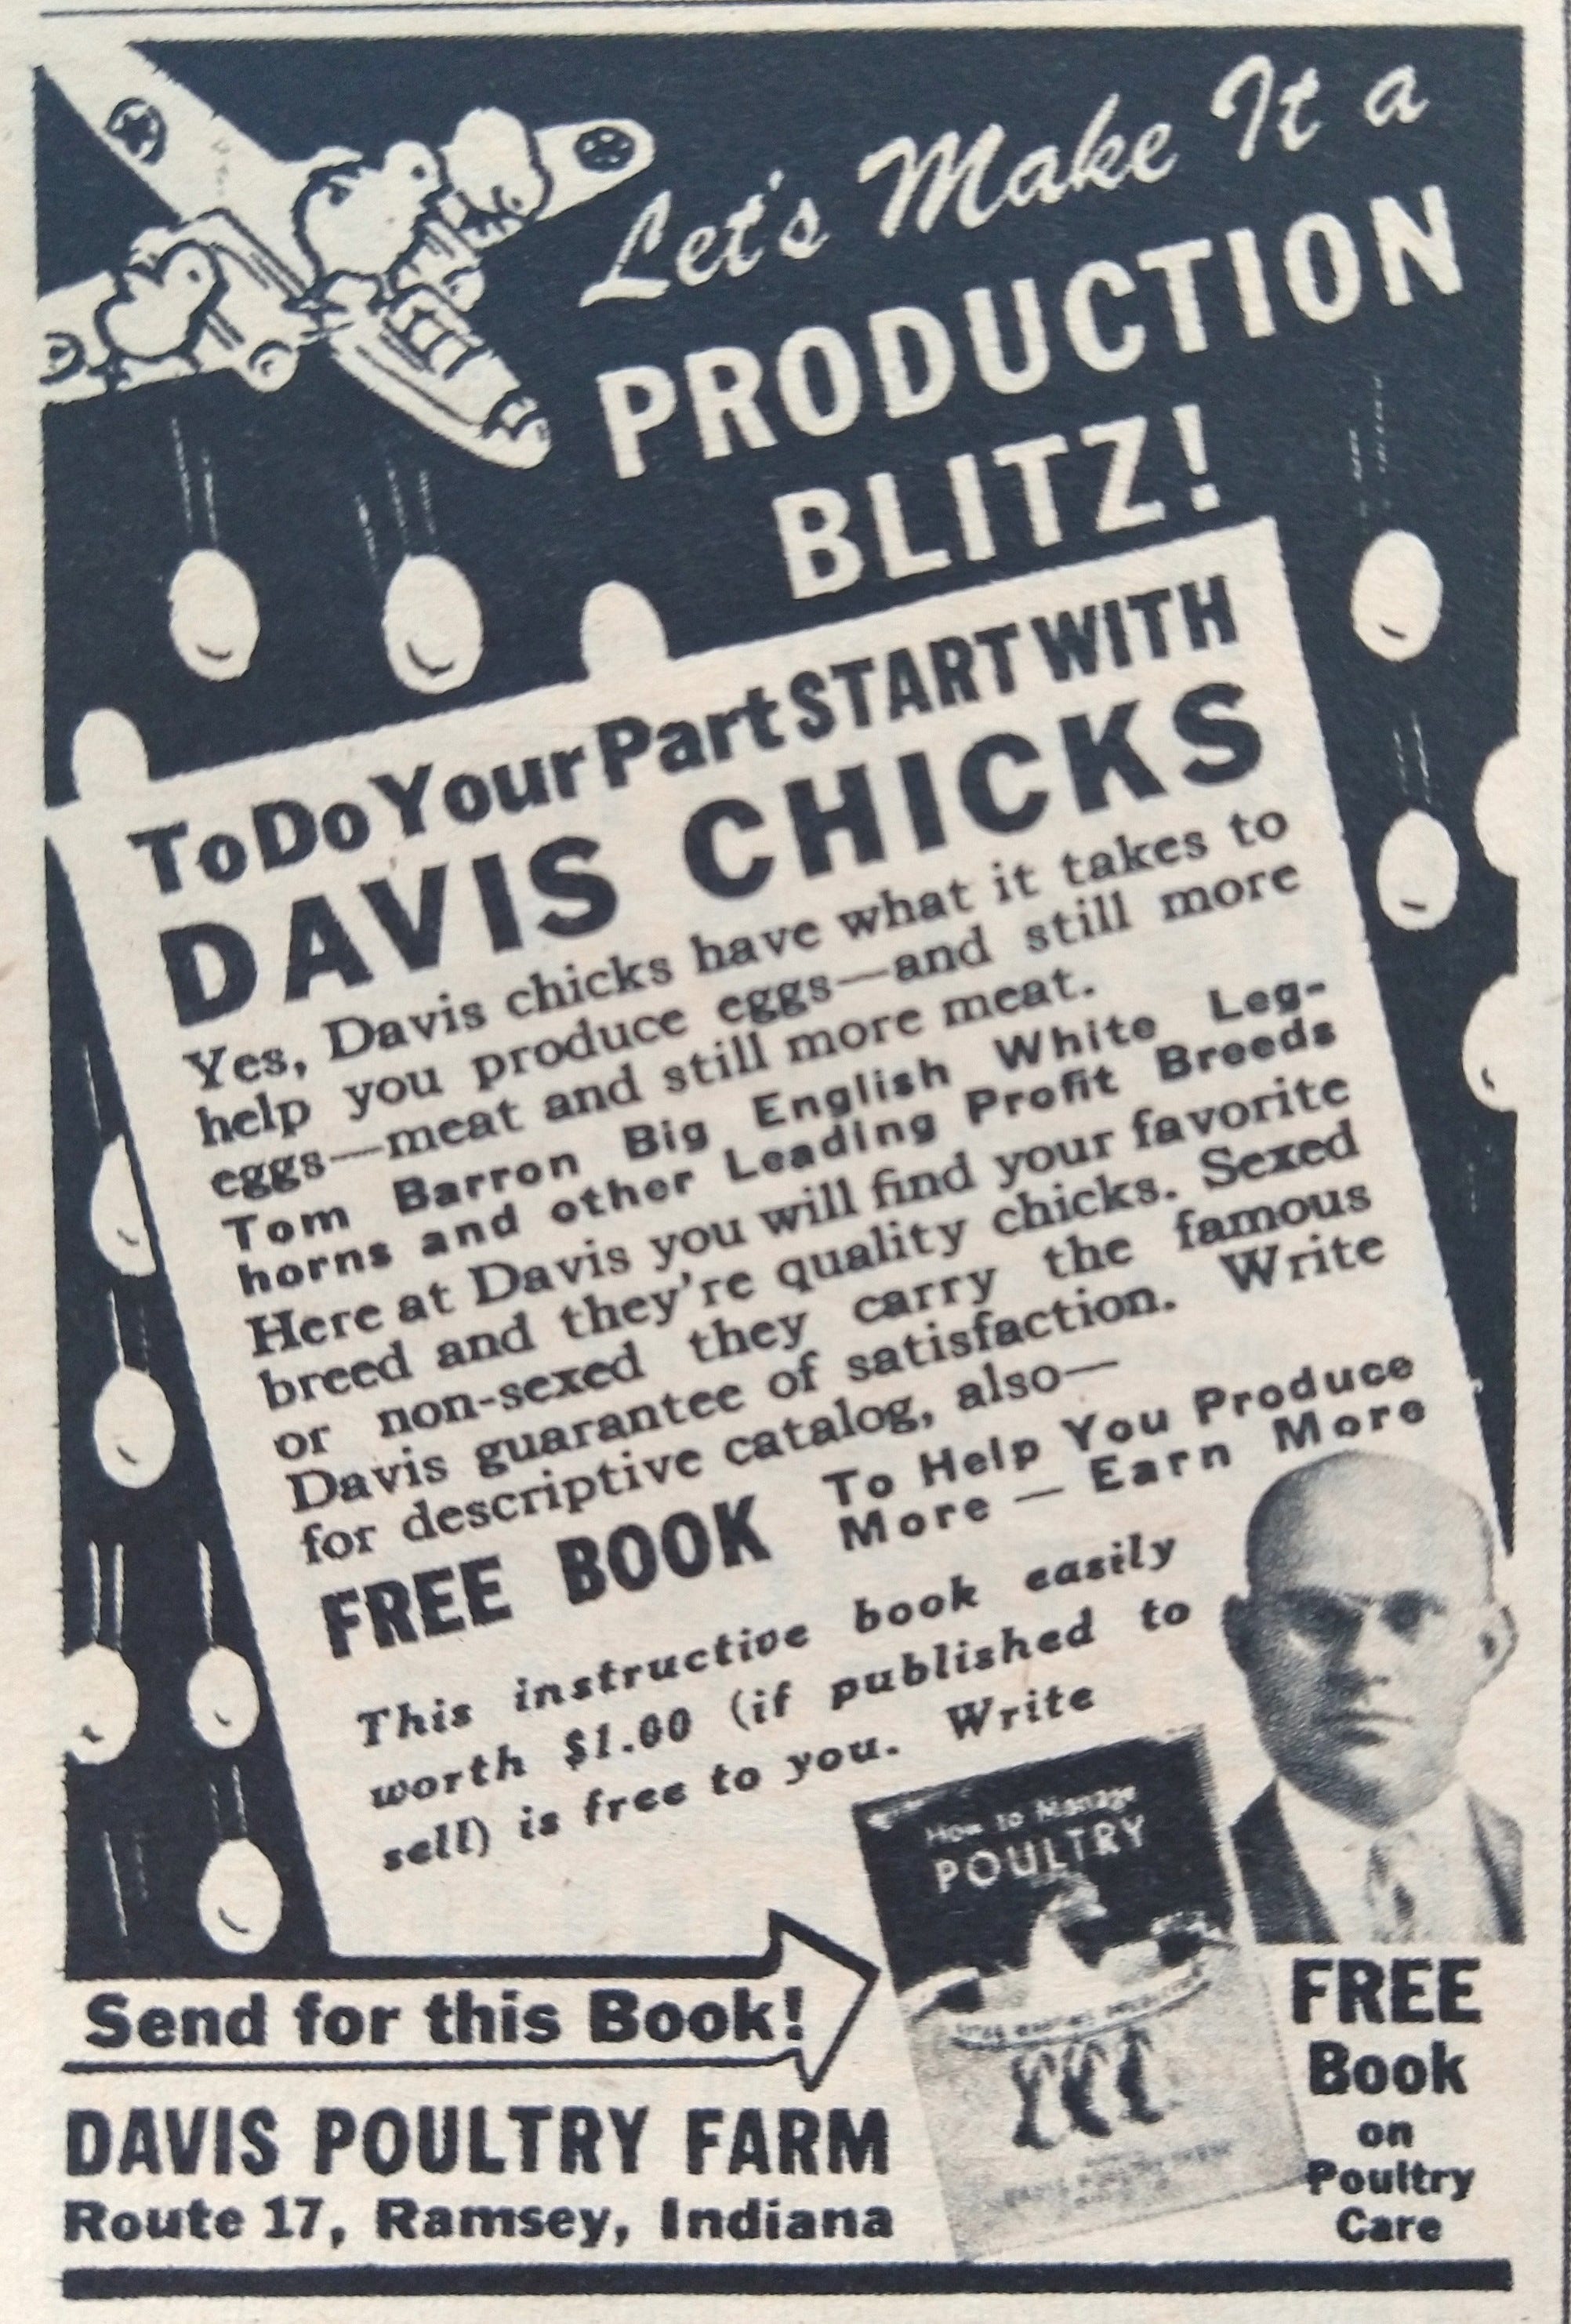 Let's Make It a
PRODUCTION
BLITZ!
To Do Your Part START WITH
DAVIS CHICKS
Yes, Davis chicks have what it takes to
help you produce eggs—and still more
eggs—meat and still more meat.
Tom Barron Big English White Leg-
horns and other Leading Profit Breeds
Here at Davis you will find your favorite
breed and they're quality chicks. Sexed
or non-sexed they carry the famous
Davis guarantee of satisfaction. Write
for descriptive catalog, also—
FREE BOOK To Help You Produce
More — Earn More
This instructive book easily
worth $1.00 (if published to
sell) is free to you. Write
How to Manage
POULTRY
Send for this Book!
DAVIS POULTRY FARM
Route 17, Ramsey, Indiana
FREE
Book
on
Poultry
Care